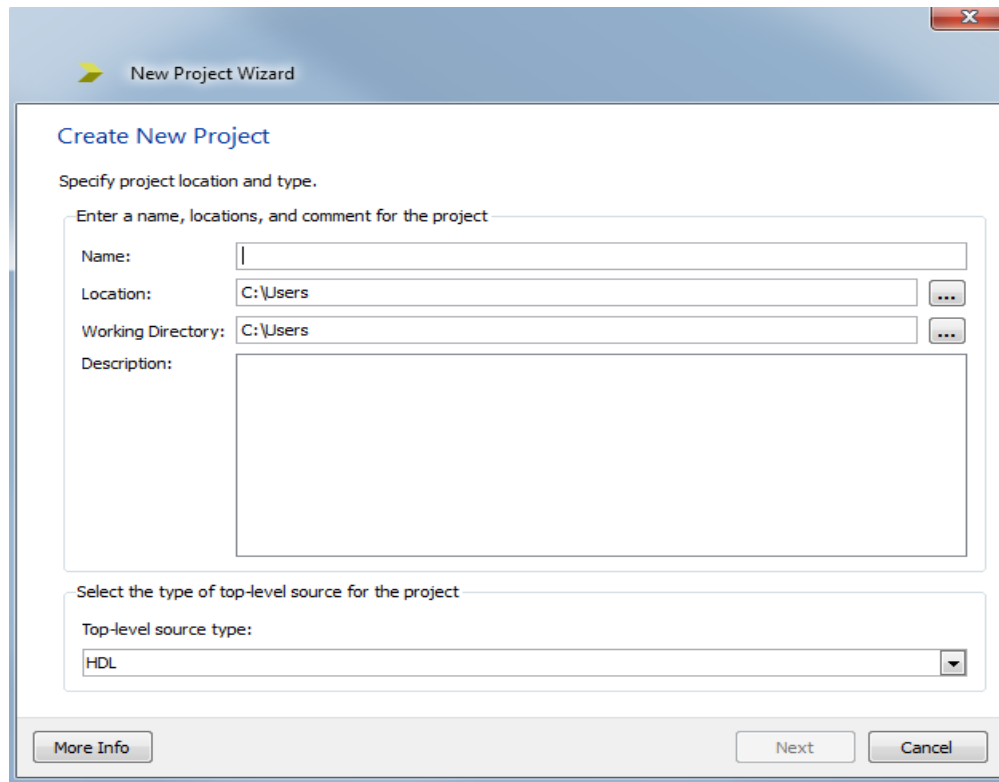 New Project Wizard
Create New Project
Specify project location and type.
Enter a name, locations, and comment for the project
Name:
Location: C:\Users ...
Working Directory: C:\Users ...
Description:
Select the type of top-level source for the project
Top-level source type:
HDL
More Info Next Cancel